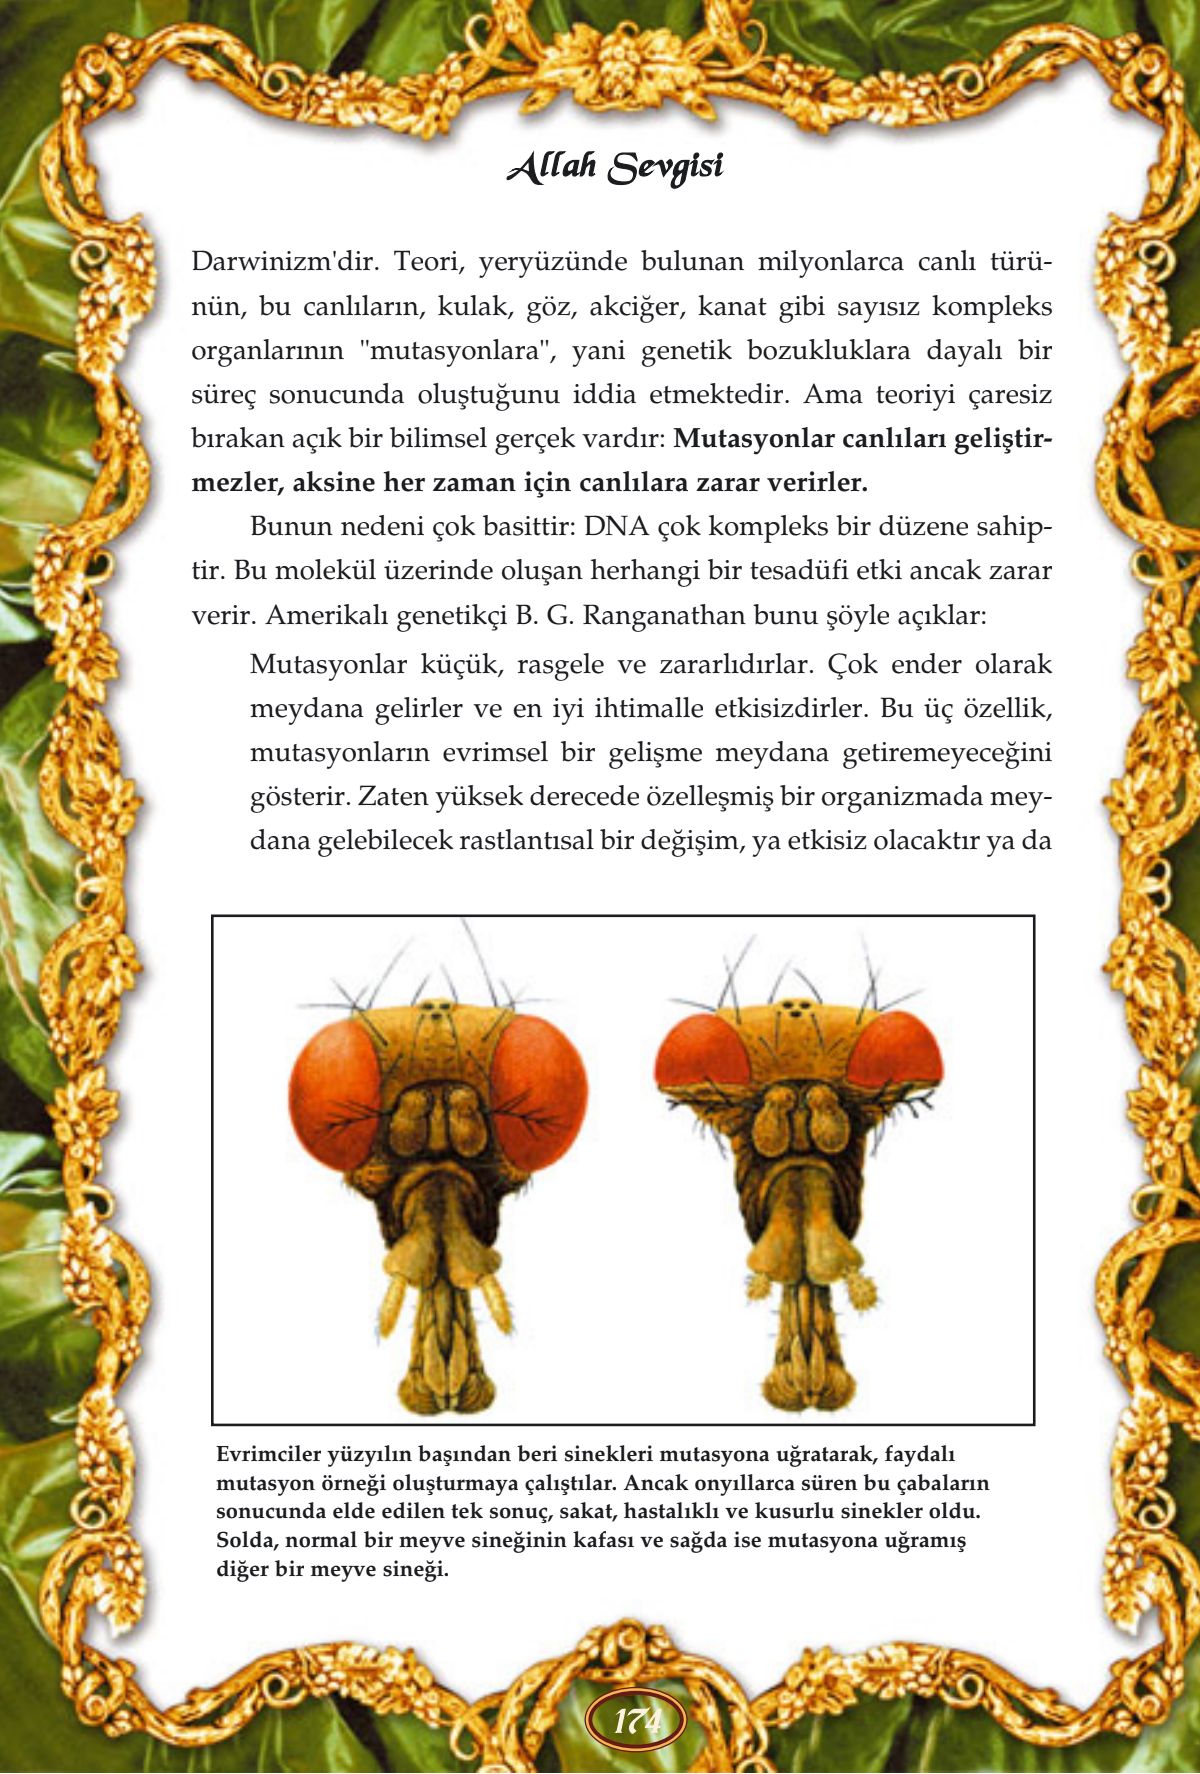 Allah Sevgisi
Darwinizm'dir. Teori, yeryüzünde bulunan milyonlarca canlı türü-
nün, bu canlıların, kulak, göz, akciğer, kanat gibi sayısız kompleks
organlarının "mutasyonlara", yani genetik bozukluklara dayalı bir
süreç sonucunda oluştuğunu iddia etmektedir. Ama teoriyi çaresiz
bırakan açık bir bilimsel gerçek vardır: Mutasyonlar canlıları geliştir-
mezler, aksine her zaman için canlılara zarar verirler.
Bunun nedeni çok basittir: DNA çok kompleks bir düzene sahip-
tir. Bu molekül üzerinde oluşan herhangi bir tesadüfi etki ancak zarar
verir. Amerikalı genetikçi B. G. Ranganathan bunu şöyle açıklar:
Mutasyonlar küçük, rasgele ve zararlıdırlar. Çok ender olarak
meydana gelirler ve en iyi ihtimalle etkisizdirler. Bu üç özellik,
mutasyonların evrimsel bir gelişme meydana getiremeyeceğini
gösterir. Zaten yüksek derecede özelleşmiş bir organizmada mey-
dana gelebilecek rastlantısal bir değişim, ya etkisiz olacaktır ya da
Evrimciler yüzyılın başından beri sinekleri mutasyona uğratarak, faydalı
mutasyon örneği oluşturmaya çalıştılar. Ancak onyıllarca süren bu çabaların
sonucunda elde edilen tek sonuç, sakat, hastalıklı ve kusurlu sinekler oldu.
Solda, normal bir meyve sineğinin kafası ve sağda ise mutasyona uğramış
diğer bir meyve sineği.
174